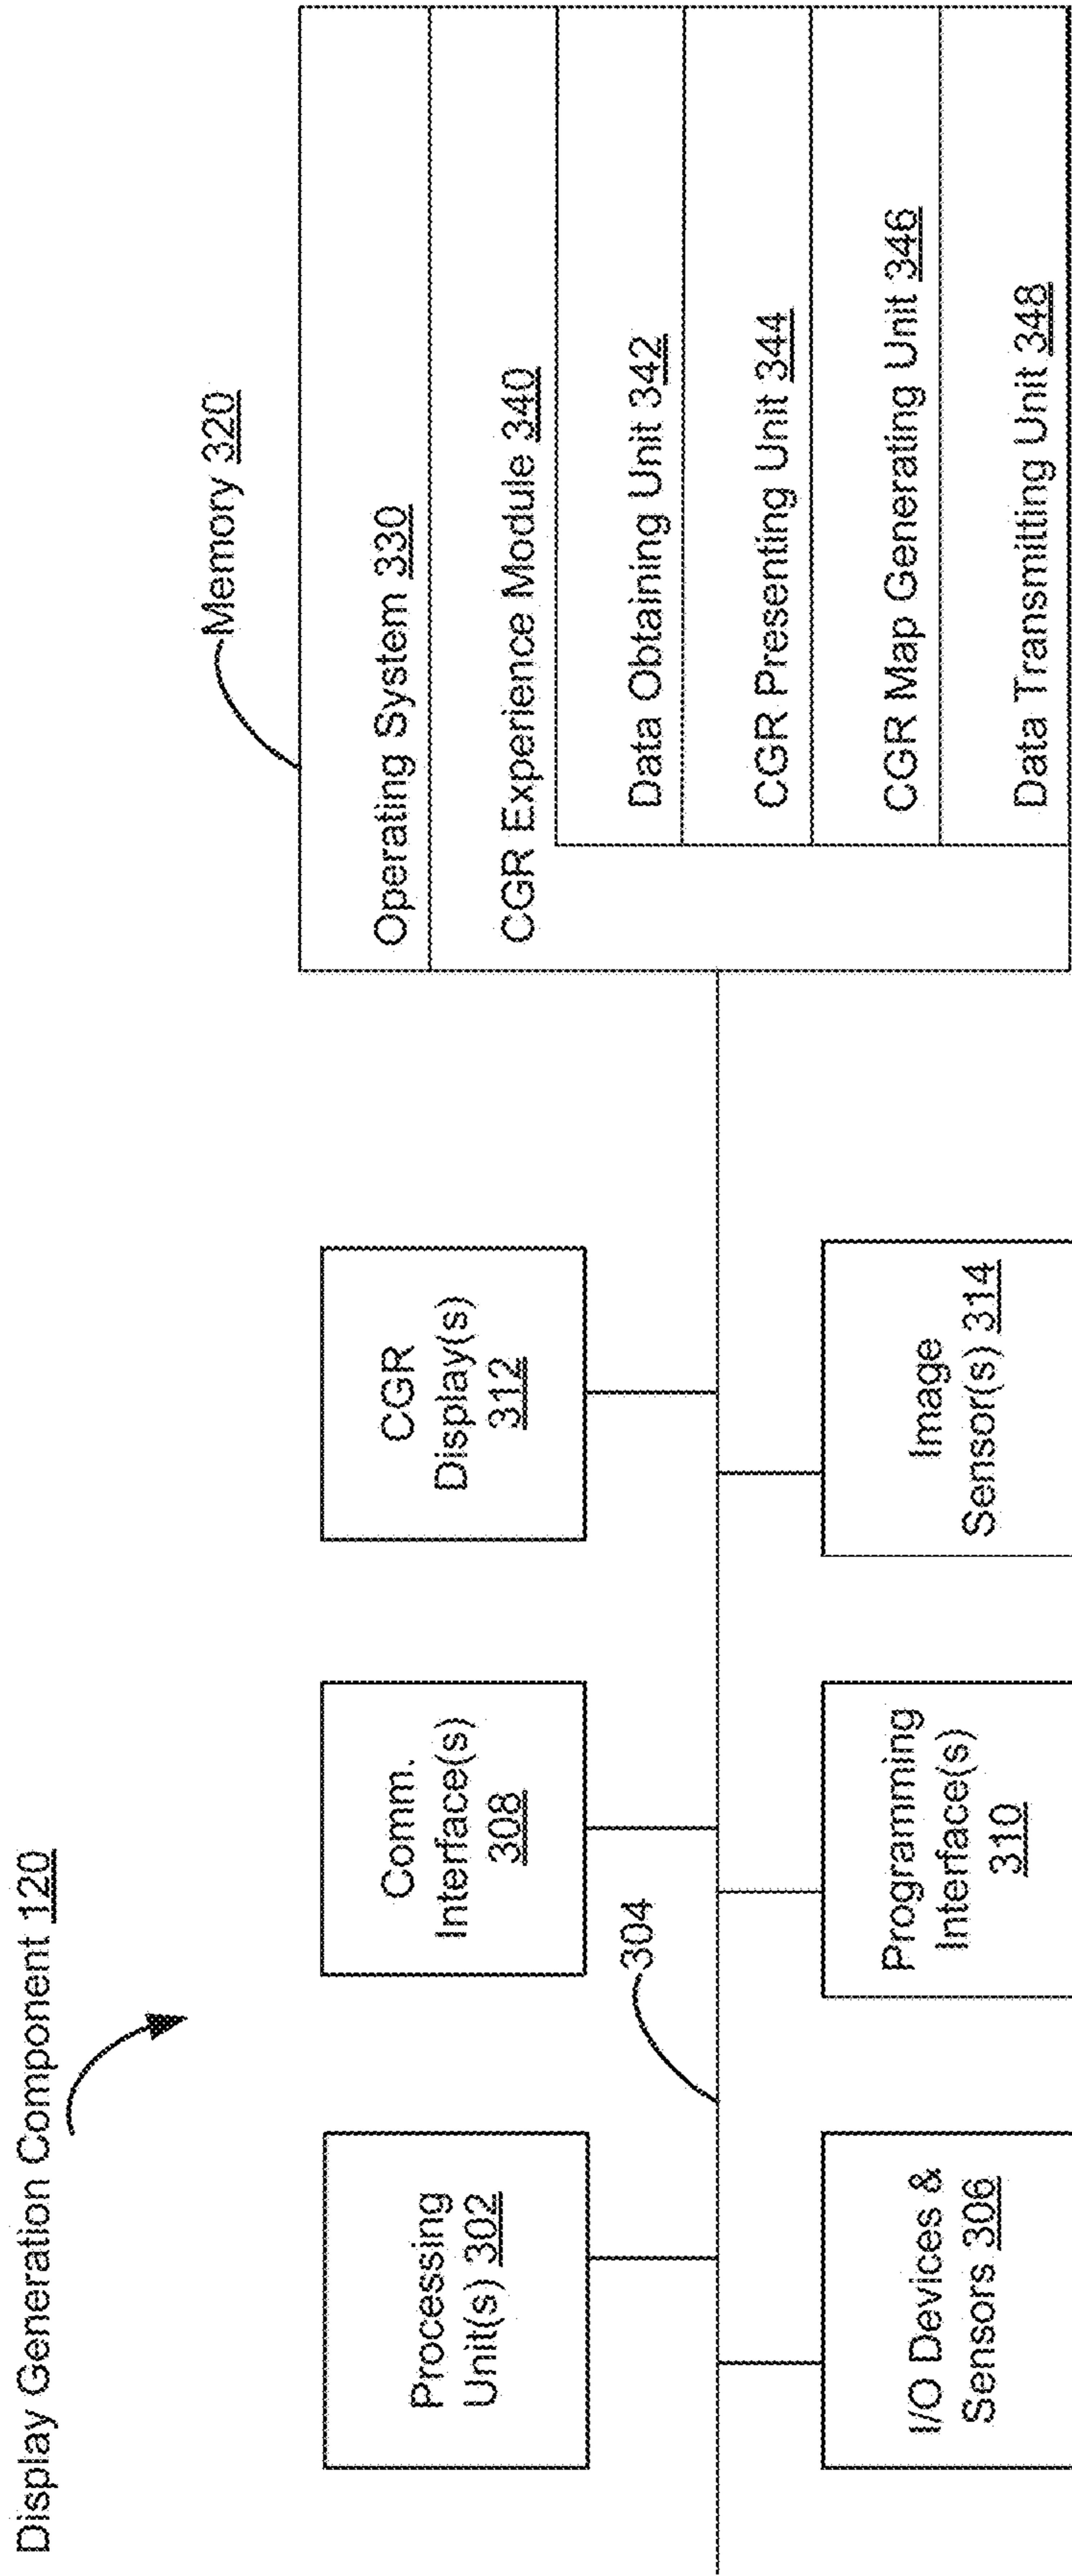 Display Generation Component 120
Memory 320
Processing
Unit(s) 302
Comm.
Interface(s)
308
CGR
Display(s)
312
Operating System 330
CGR Experience Module 340
Data Obtaining Unit 342
CGR Presenting Unit 344
CGR Map Generating Unit 346
Data Transmitting Unit 348
304
I/O Devices &
Sensors 306
Programming
Interface(s)
310
Image
Sensor(s) 314